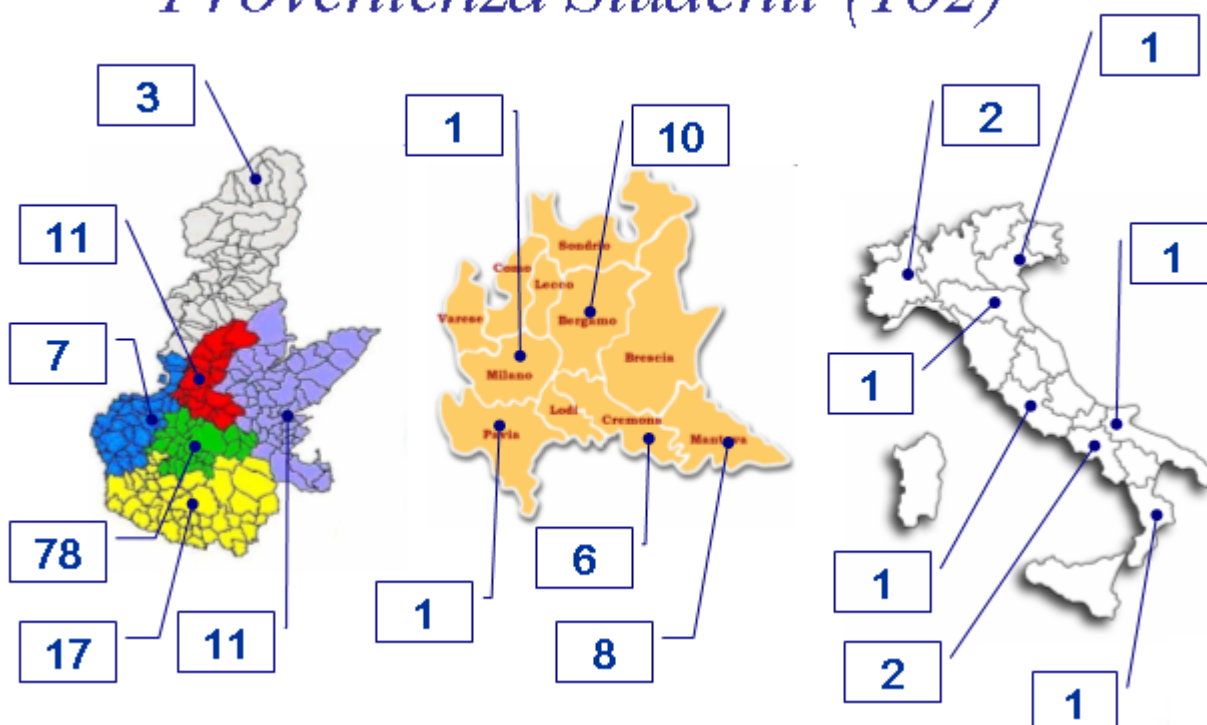 Provenienza Studenti (162)
3
11
7
78
17
11
1
10
Sondrio
Como
Lecco
Varese
Bergamo
Brescia
Milano
Lodi
Cremona
Pavia
Mantova
6
1
8
1
2
1
1
1
2
1